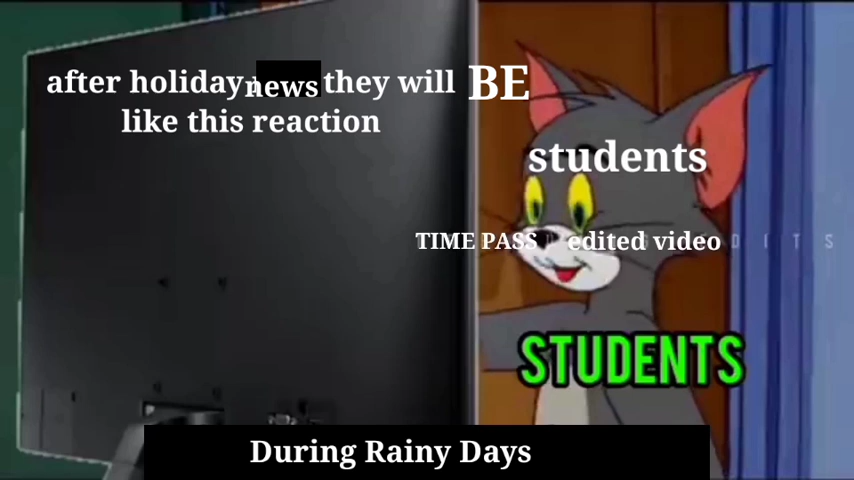 after holiday news they will BE
like this reaction
students
TIME PASS edited video
STUDENTS
During Rainy Days